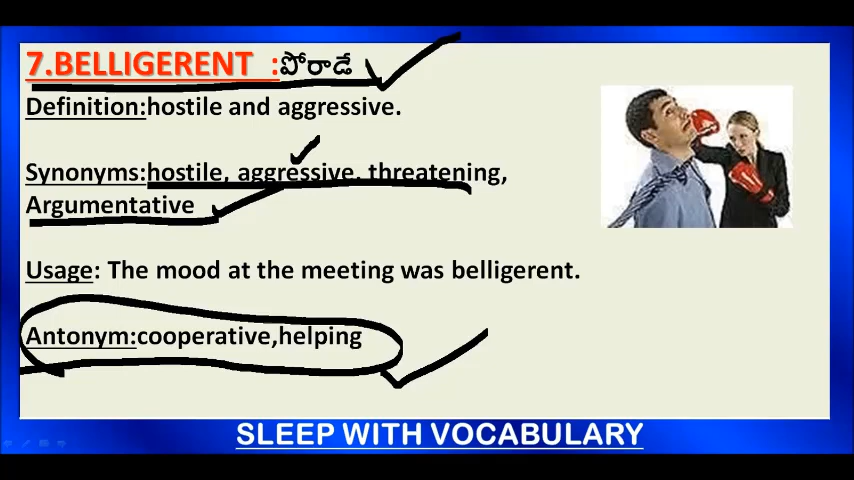 7.BELLIGERENT :పోరాడే
Definition:hostile and aggressive.
Synonyms:hostile, aggressive, threatening,
Argumentative
Usage: The mood at the meeting was belligerent.
Antonym:cooperative,helping
SLEEP WITH VOCABULARY